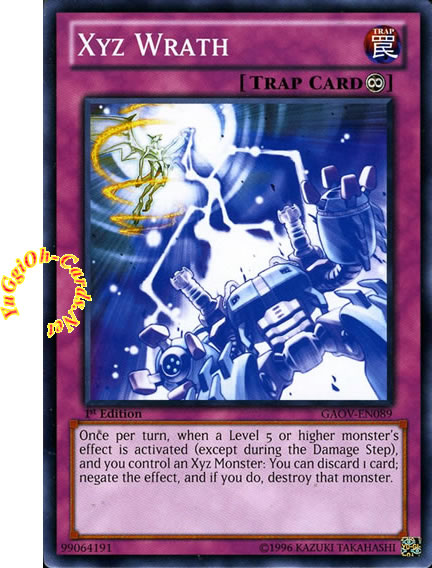 Xyz Wrath
TRAP
罠
[Trap Card]
YuGgiOh-Cards.Net
1st Edition
GAOV-EN089
Once per turn, when a Level 5 or higher monster's
effect is activated (except during the Damage Step),
and you control an Xyz Monster: You can discard 1 card;
negate the effect, and if you do, destroy that monster.
99064191
©1996 KAZUKI TAKAHASHI